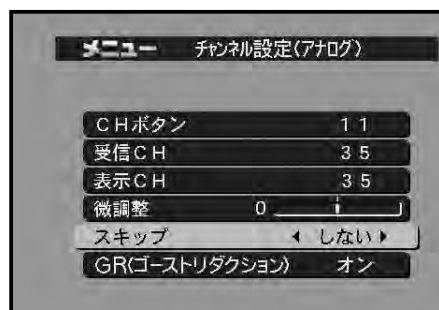 メニュー チャンネル設定(アナログ)
CHボタン 11
受信CH 35
表示CH 35
微調整 0
スキップ しない
GR(ゴーストリダクション) オン